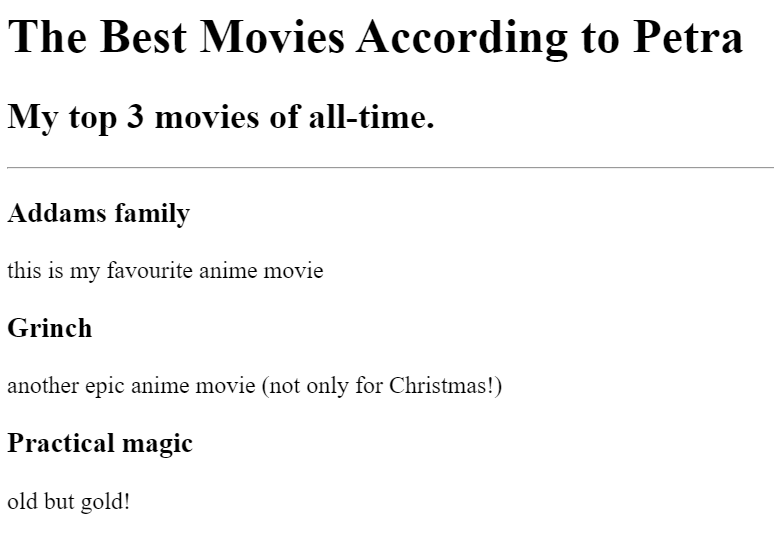 The Best Movies According to Petra
My top 3 movies of all-time.
Addams family
this is my favourite anime movie
Grinch
another epic anime movie (not only for Christmas!)
Practical magic
old but gold!